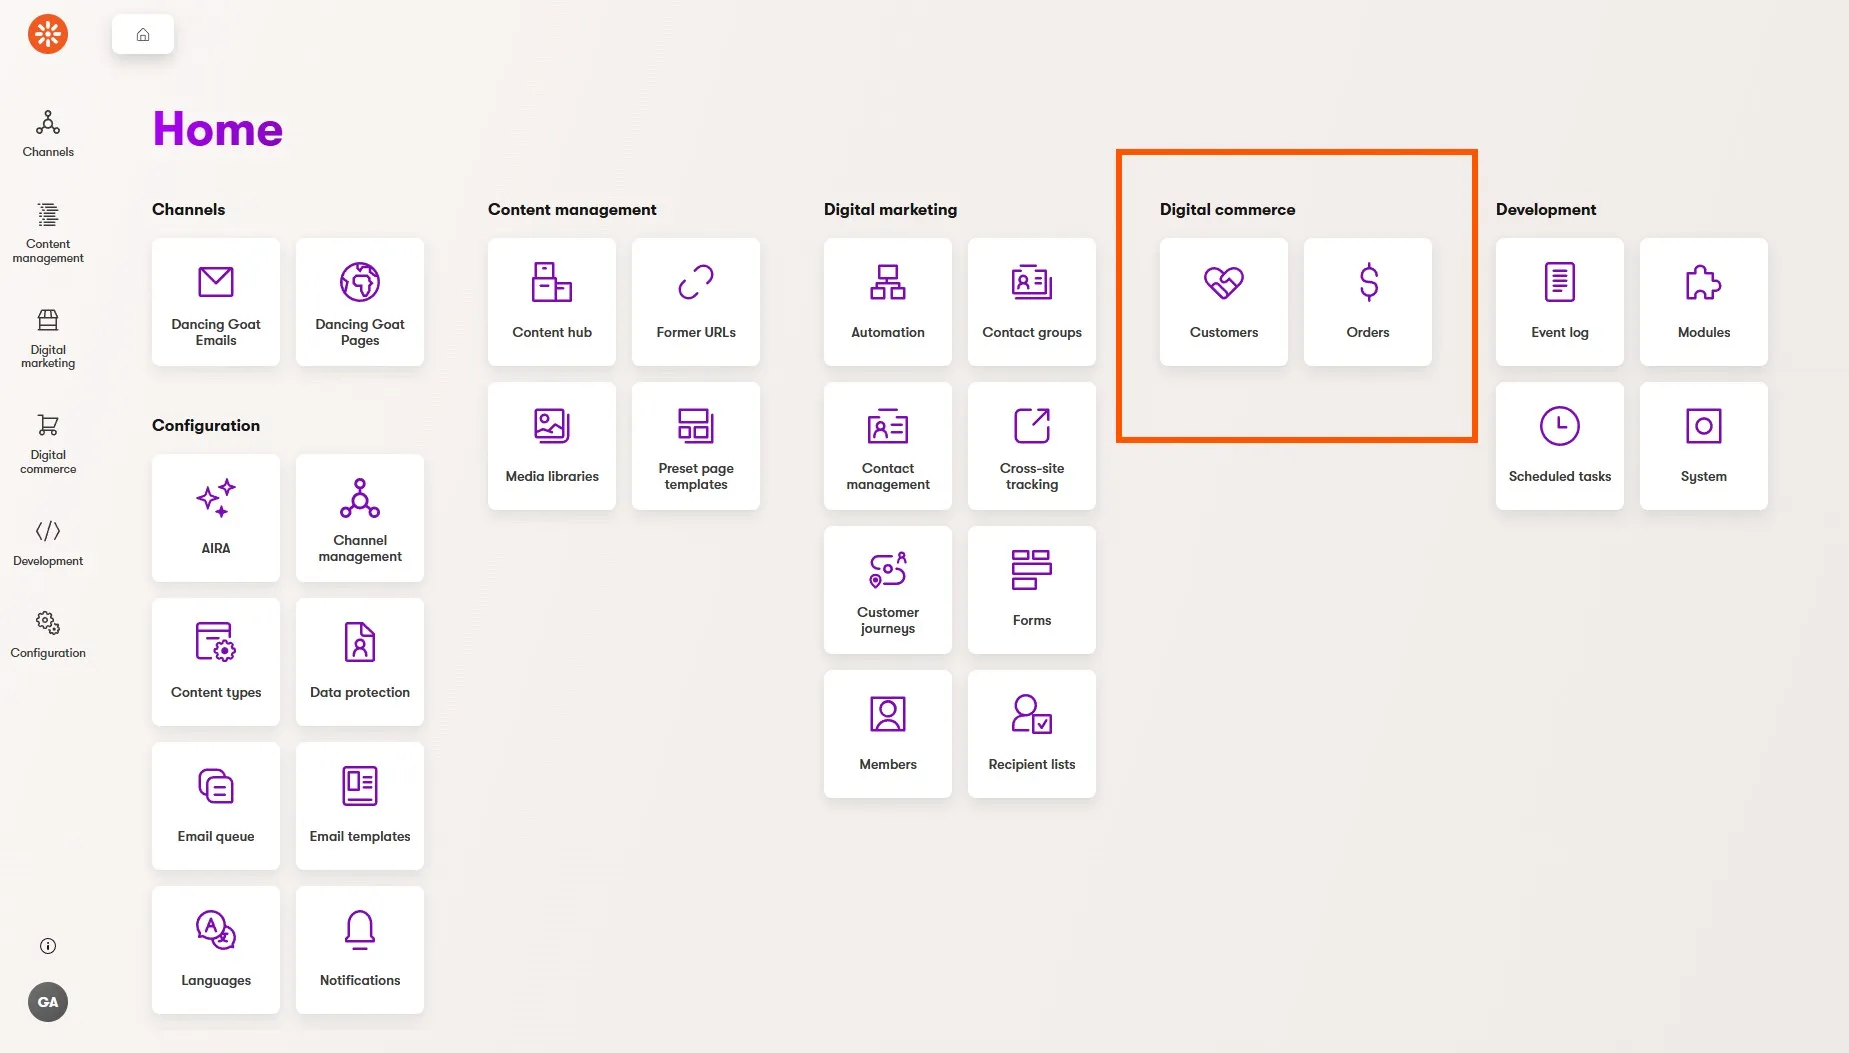 Channels
Content
management
Digital
marketing
Digital
commerce
Development
Configuration
GA
Home
Channels
Dancing Goat
Emails
Dancing Goat
Pages
Configuration
AIRA
Channel
management
Content types
Data protection
Email queue
Email templates
Languages
Notifications
Content management
Content hub
Former URLs
Media libraries
Preset page
templates
Digital marketing
Automation
Contact groups
Contact
management
Cross-site
tracking
Customer
journeys
Forms
Members
Recipient lists
Digital commerce
Customers
Orders
Development
Event log
Modules
Scheduled tasks
System